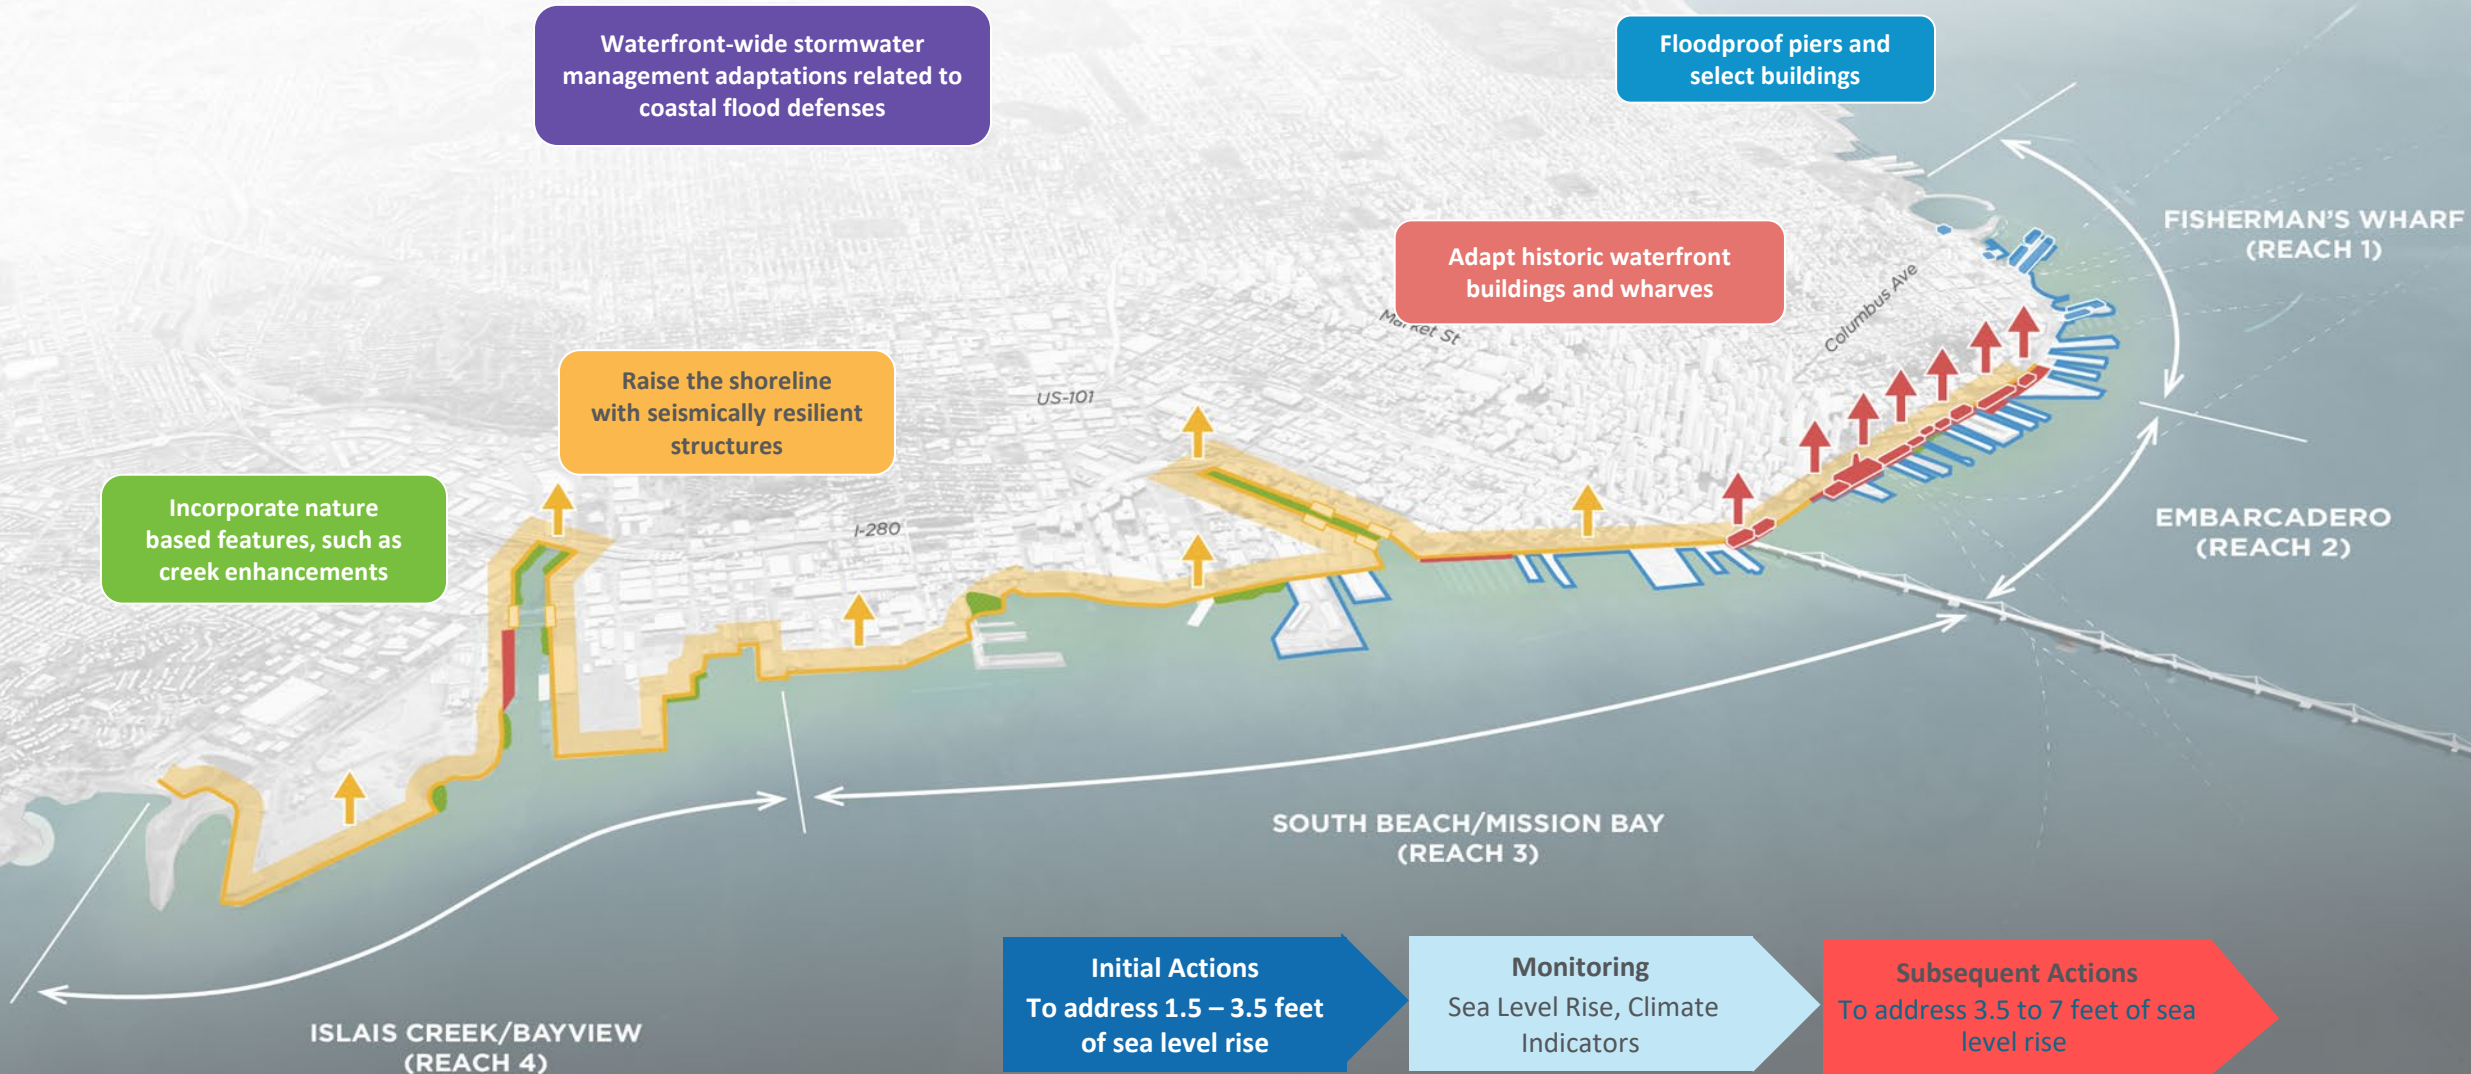 Waterfront-wide stormwater
management adaptations related to
coastal flood defenses
Floodproof piers and
select buildings
FISHERMAN'S WHARF
(REACH 1)
Adapt historic waterfront
buildings and wharves
Columbus Ave
Market St
Raise the shoreline
with seismically resilient
structures
US-101
Incorporate nature
based features, such as
creek enhancements
I-280
EMBARCADERO
(REACH 2)
SOUTH BEACH/MISSION BAY
(REACH 3)
ISLAIS CREEK/BAYVIEW
(REACH 4)
Initial Actions
To address 1.5 – 3.5 feet
of sea level rise
Monitoring
Sea Level Rise, Climate
Indicators
Subsequent Actions
To address 3.5 to 7 feet of sea
level rise